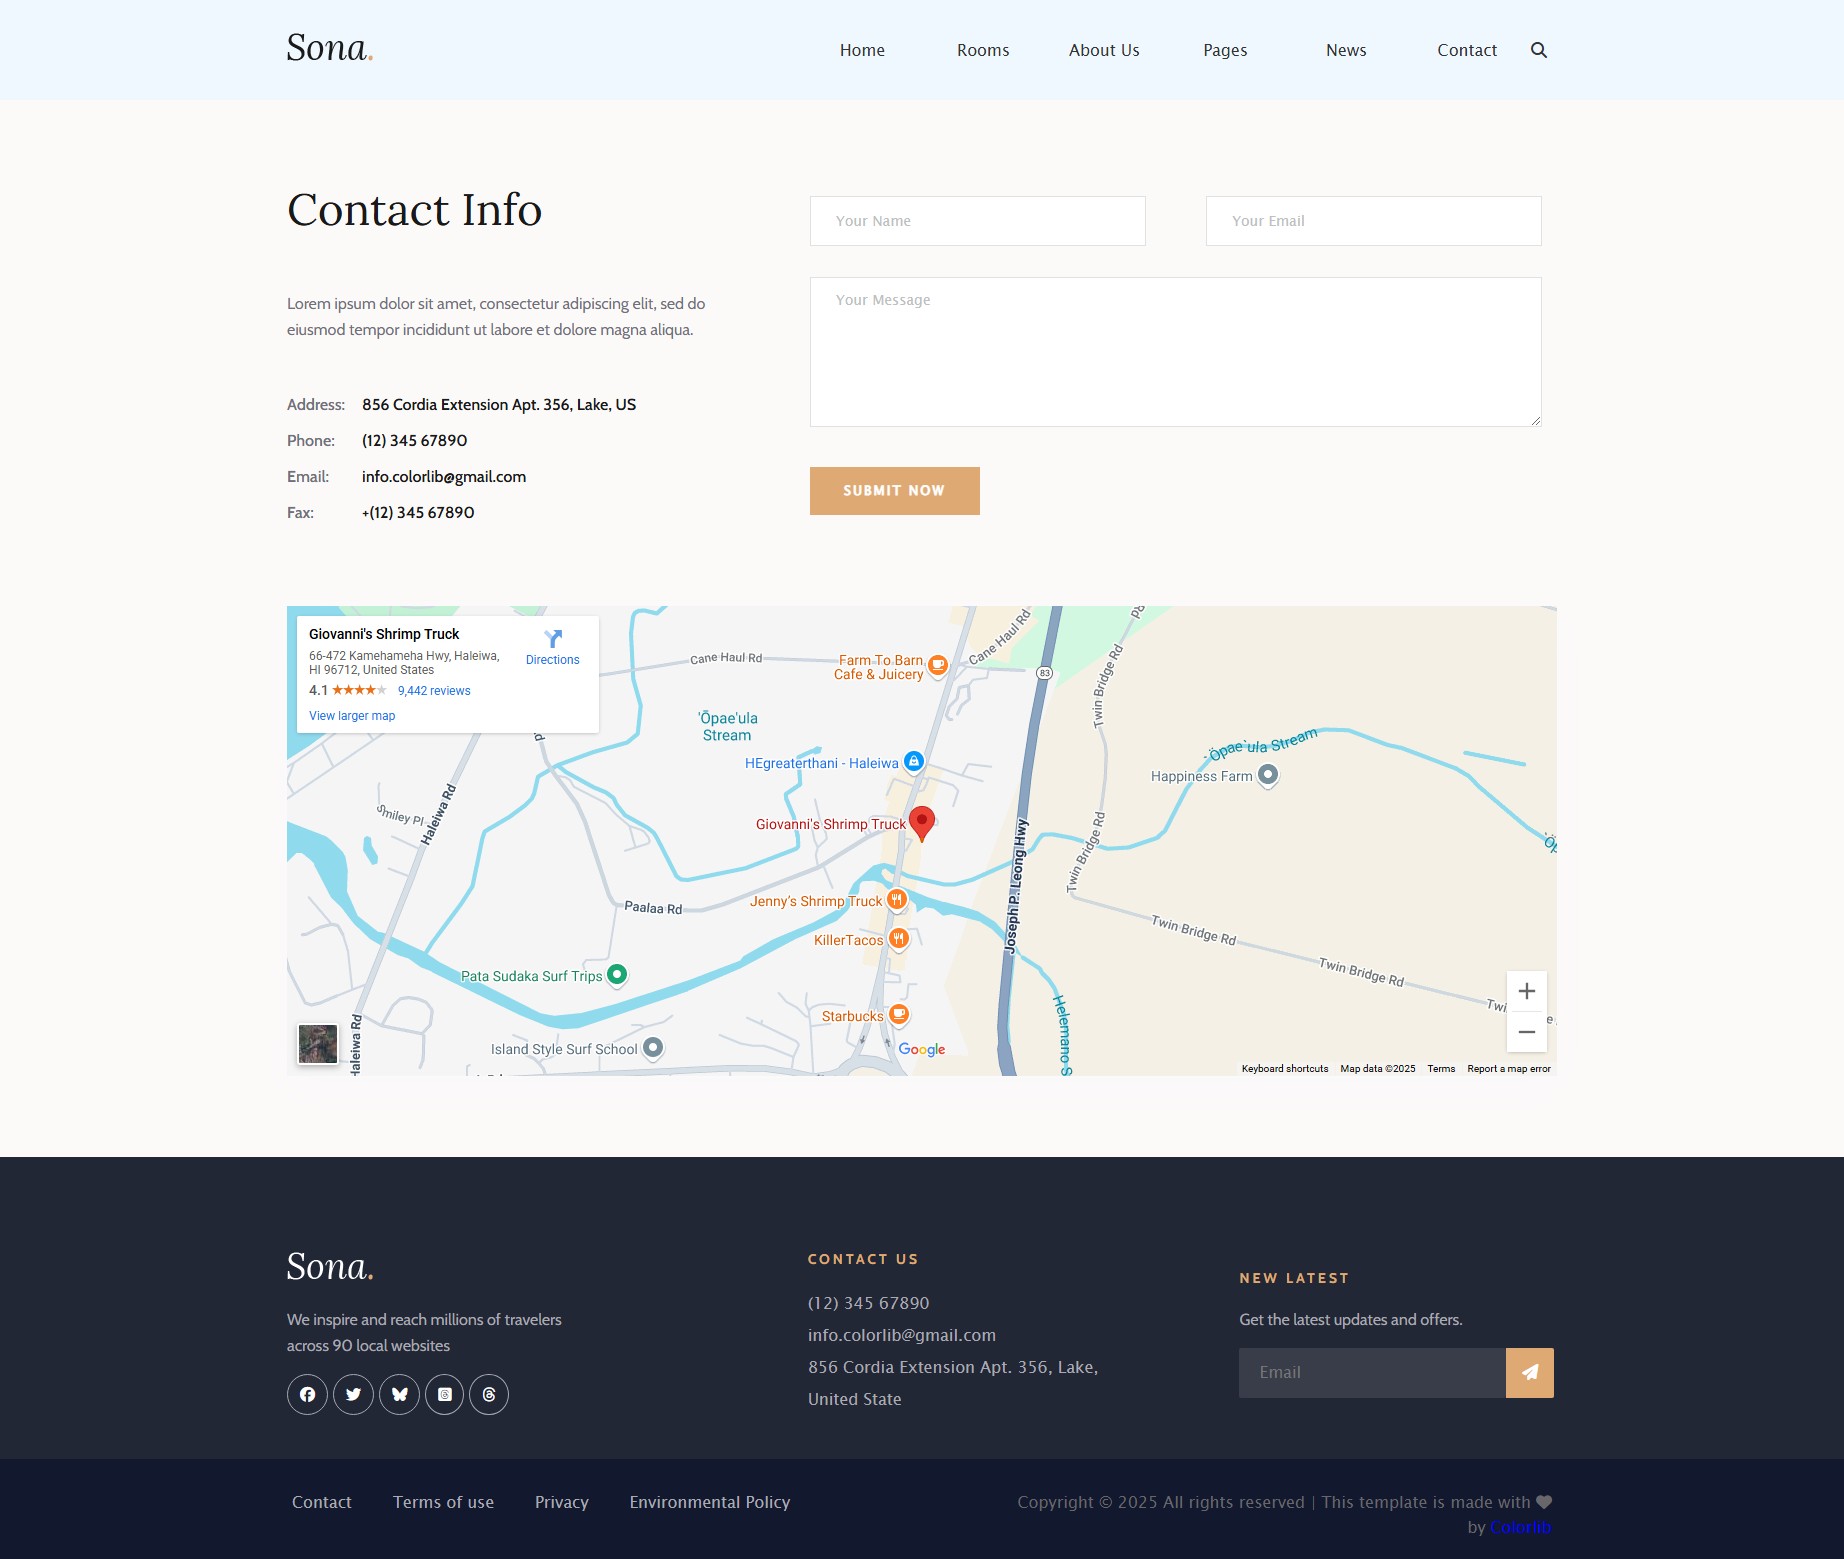 Sona.
Home
Rooms
About Us
Pages
News
Contact
Contact Info
Lorem ipsum dolor sit amet, consectetur adipiscing elit, sed do
eiusmod tempor incididunt ut labore et dolore magna aliqua.
Address: 856 Cordia Extension Apt. 356, Lake, US
Phone: (12) 345 67890
Email: info.colorlib@gmail.com
Fax: +(12) 345 67890
Your Name
Your Email
Your Message
SUBMIT NOW
Giovanni's Shrimp Truck
66-472 Kamehameha Hwy, Haleiwa,
HI 96712, United States
4.1
9,442 reviews
View larger map
Directions
Cane Haul Rd
Farm To Barn
Cafe & Juicery
Cane Haul Rd
83
Twin Bridge Rd
'Ōpae'ula
Stream
HEgreaterthani - Haleiwa
Happiness Farm
Smiley Pl
Haleiwa Rd
Giovanni's Shrimp Truck
Joseph P. Leong Hwy
Twin Bridge Rd
Jenny's Shrimp Truck
Paalaa Rd
KillerTacos
Twin Bridge Rd
Twin Bridge Rd
Pata Sudaka Surf Trips
Starbucks
Island Style Surf School
Haleiwa Rd
Helemano S
Google
Keyboard shortcuts
Map data ©2025
Terms
Report a map error
Sona.
We inspire and reach millions of travelers
across 90 local websites
CONTACT US
(12) 345 67890
info.colorlib@gmail.com
856 Cordia Extension Apt. 356, Lake,
United State
NEW LATEST
Get the latest updates and offers.
Email
Contact
Terms of use
Privacy
Environmental Policy
Copyright © 2025 All rights reserved | This template is made with
by Colorlib